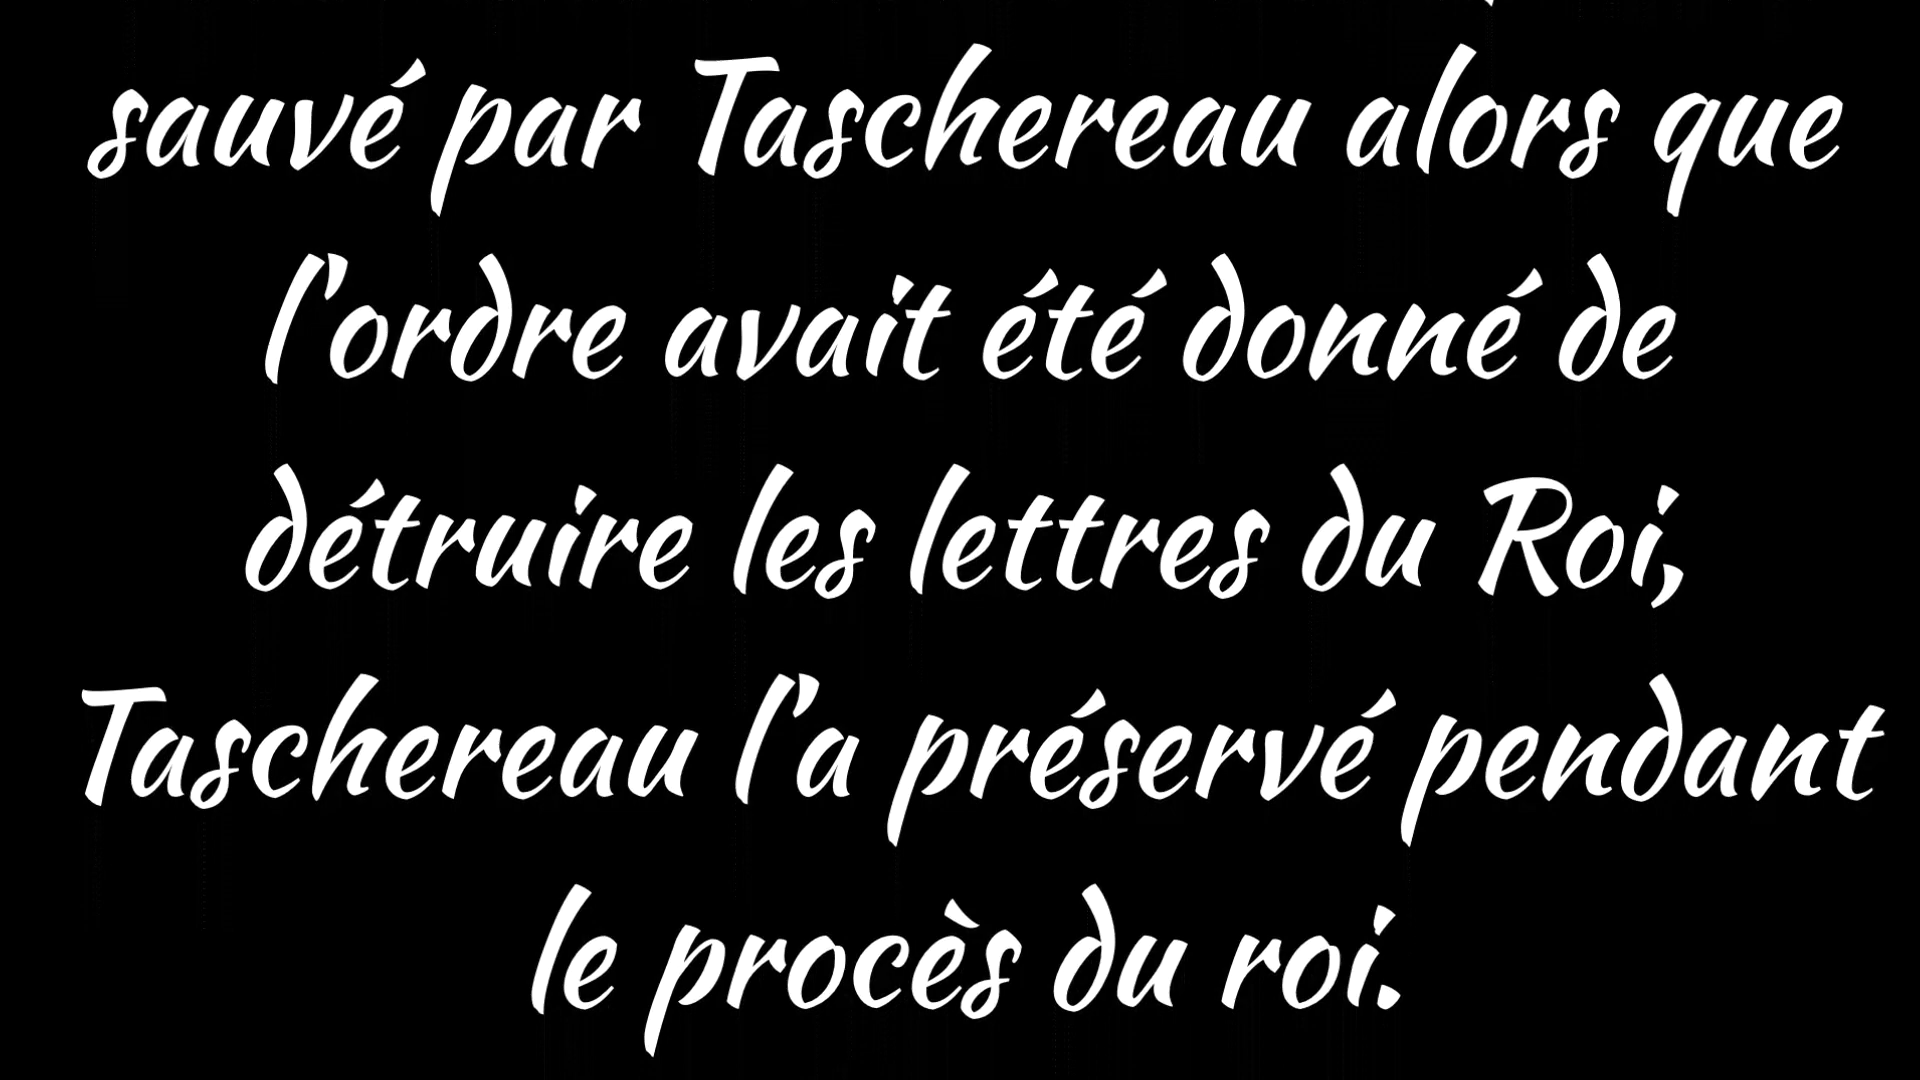 sauvé par Taschereau alors que
l'ordre avait été donné de
détruire les lettres du Roi,
Taschereau l'a préservé pendant
le procès du roi.